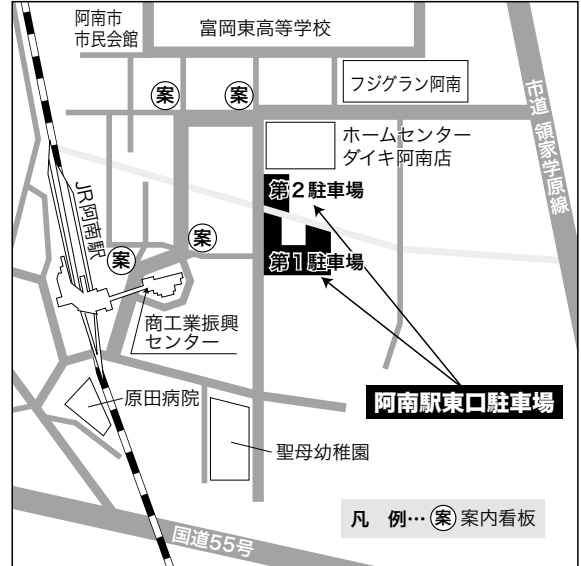 阿南市
市民会館
富岡東高等学校
案
案
フジグラン阿南
市道 領家学原線
ホームセンター
ダイキ阿南店
第2駐車場
JR阿南駅
案
案
第1駐車場
商工業振興
センター
原田病院
阿南駅東口駐車場
聖母幼稚園
凡 例…案 案内看板
国道55号